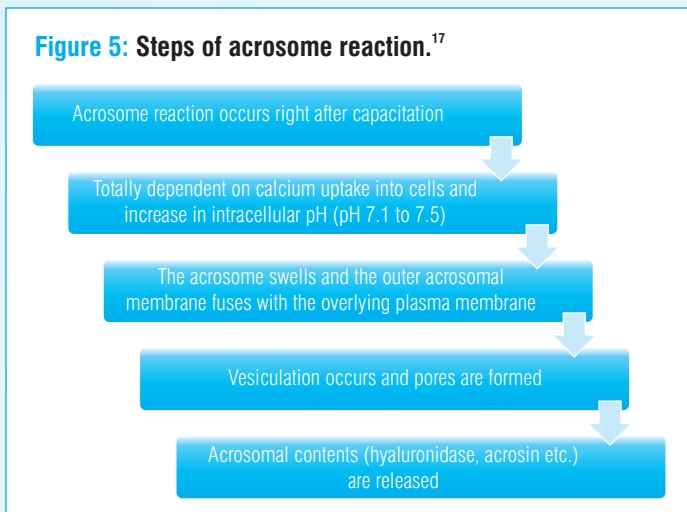 Figure 5: Steps of acrosome reaction.17
Acrosome reaction occurs right after capacitation
Totally dependent on calcium uptake into cells and
increase in intracellular pH (pH 7.1 to 7.5)
The acrosome swells and the outer acrosomal
membrane fuses with the overlying plasma membrane
Vesiculation occurs and pores are formed
Acrosomal contents (hyaluronidase, acrosin etc.)
are released